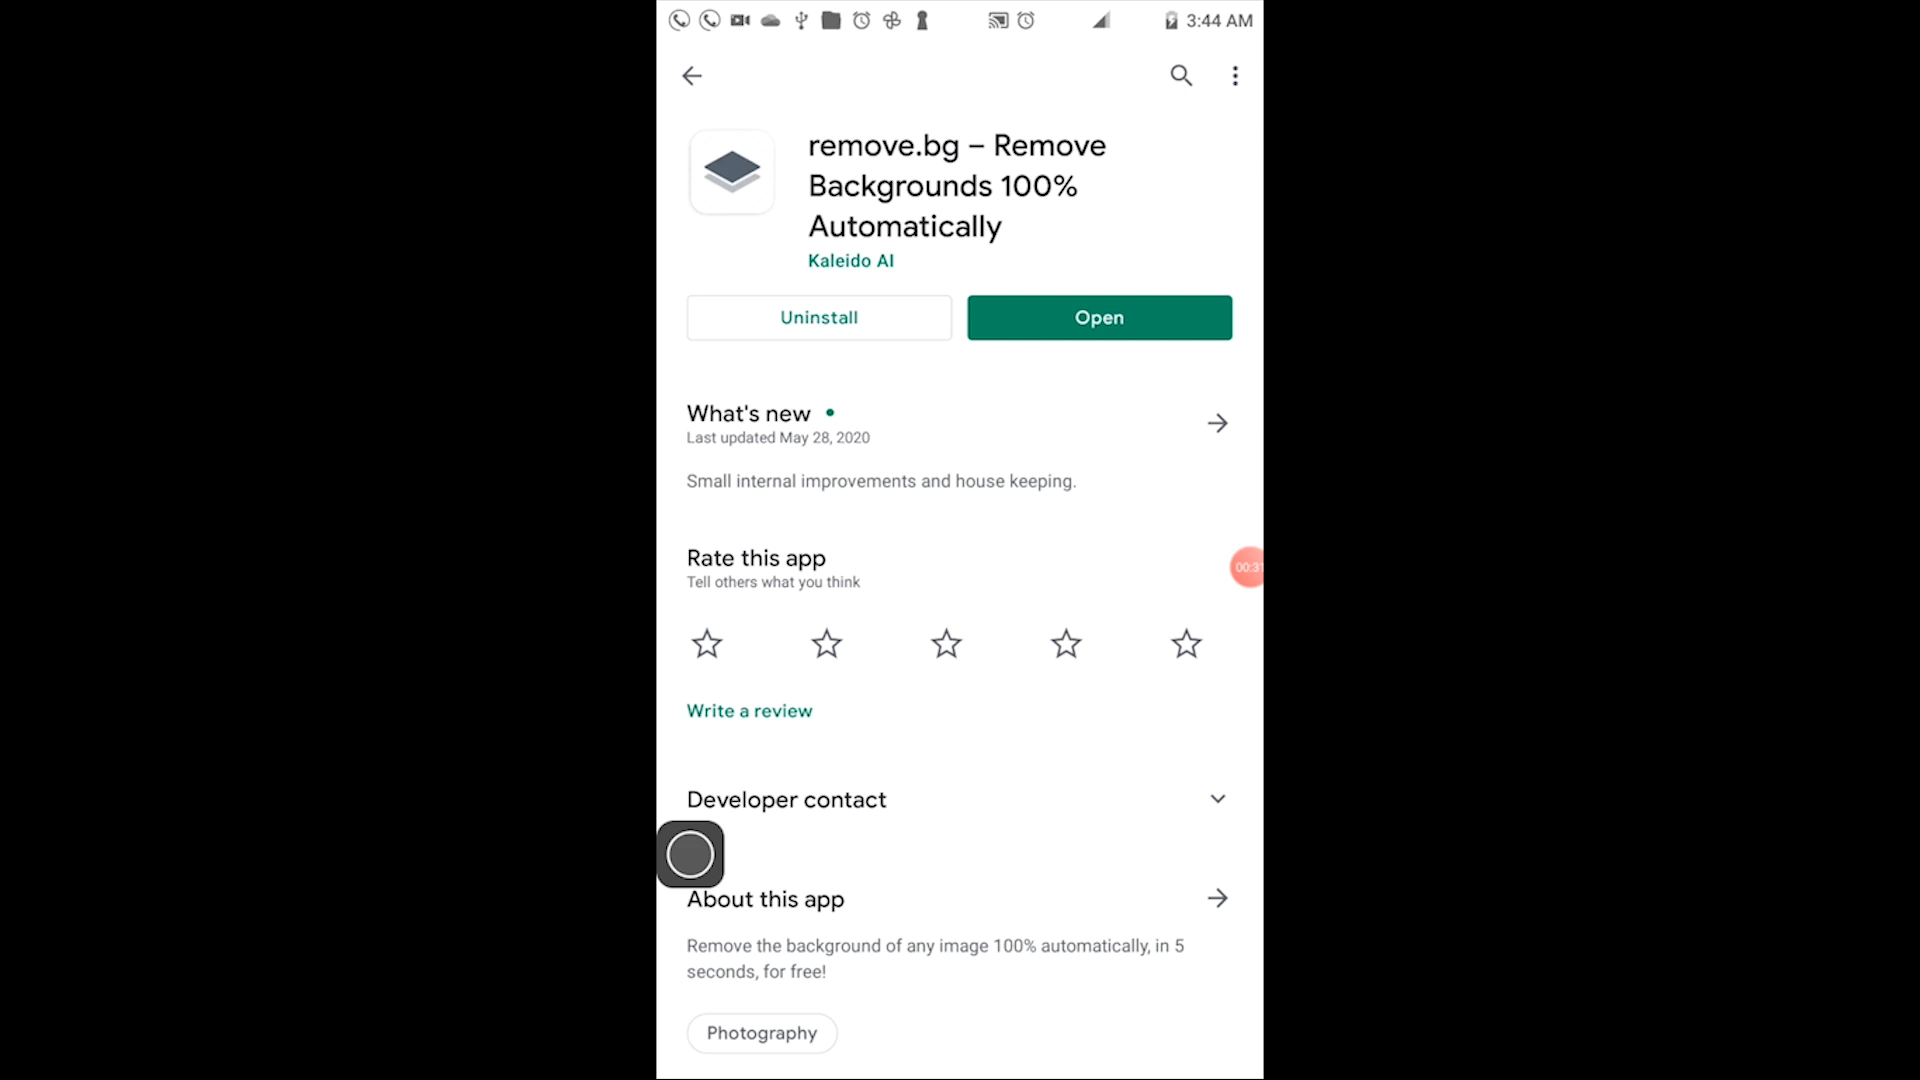 3:44 AM
remove.bg – Remove
Backgrounds 100%
Automatically
Kaleido AI
Uninstall
Open
What's new
Last updated May 28, 2020
Small internal improvements and house keeping.
Rate this app
Tell others what you think
00:31
Write a review
Developer contact
About this app
Remove the background of any image 100% automatically, in 5
seconds, for free!
Photography